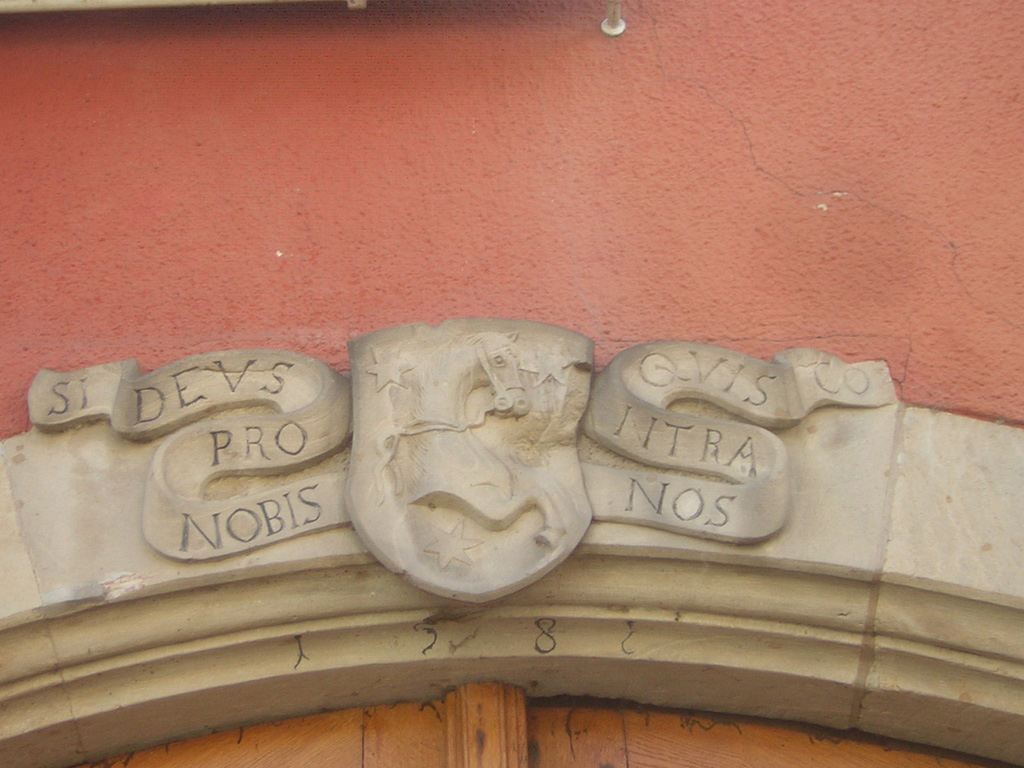 SI DEVS
PRO
NOBIS
QVIS CO
NTRA
NOS